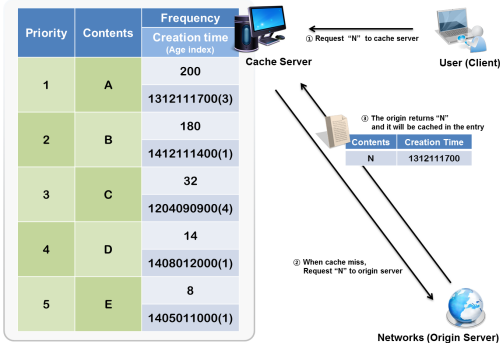 Priority
Contents
Frequency
Creation time
(Age index)
1
A
200
1312111700(3)
2
B
180
1412111400(1)
3
C
32
1204090900(4)
4
D
14
1408012000(1)
5
E
8
1405011000(1)
Cache Server
① Request “N” to cache server
User (Client)
③ The origin returns “N”
and it will be cached in the entry
Contents
Creation Time
N
1312111700
② When cache miss,
Request “N” to origin server
Networks (Origin Server)